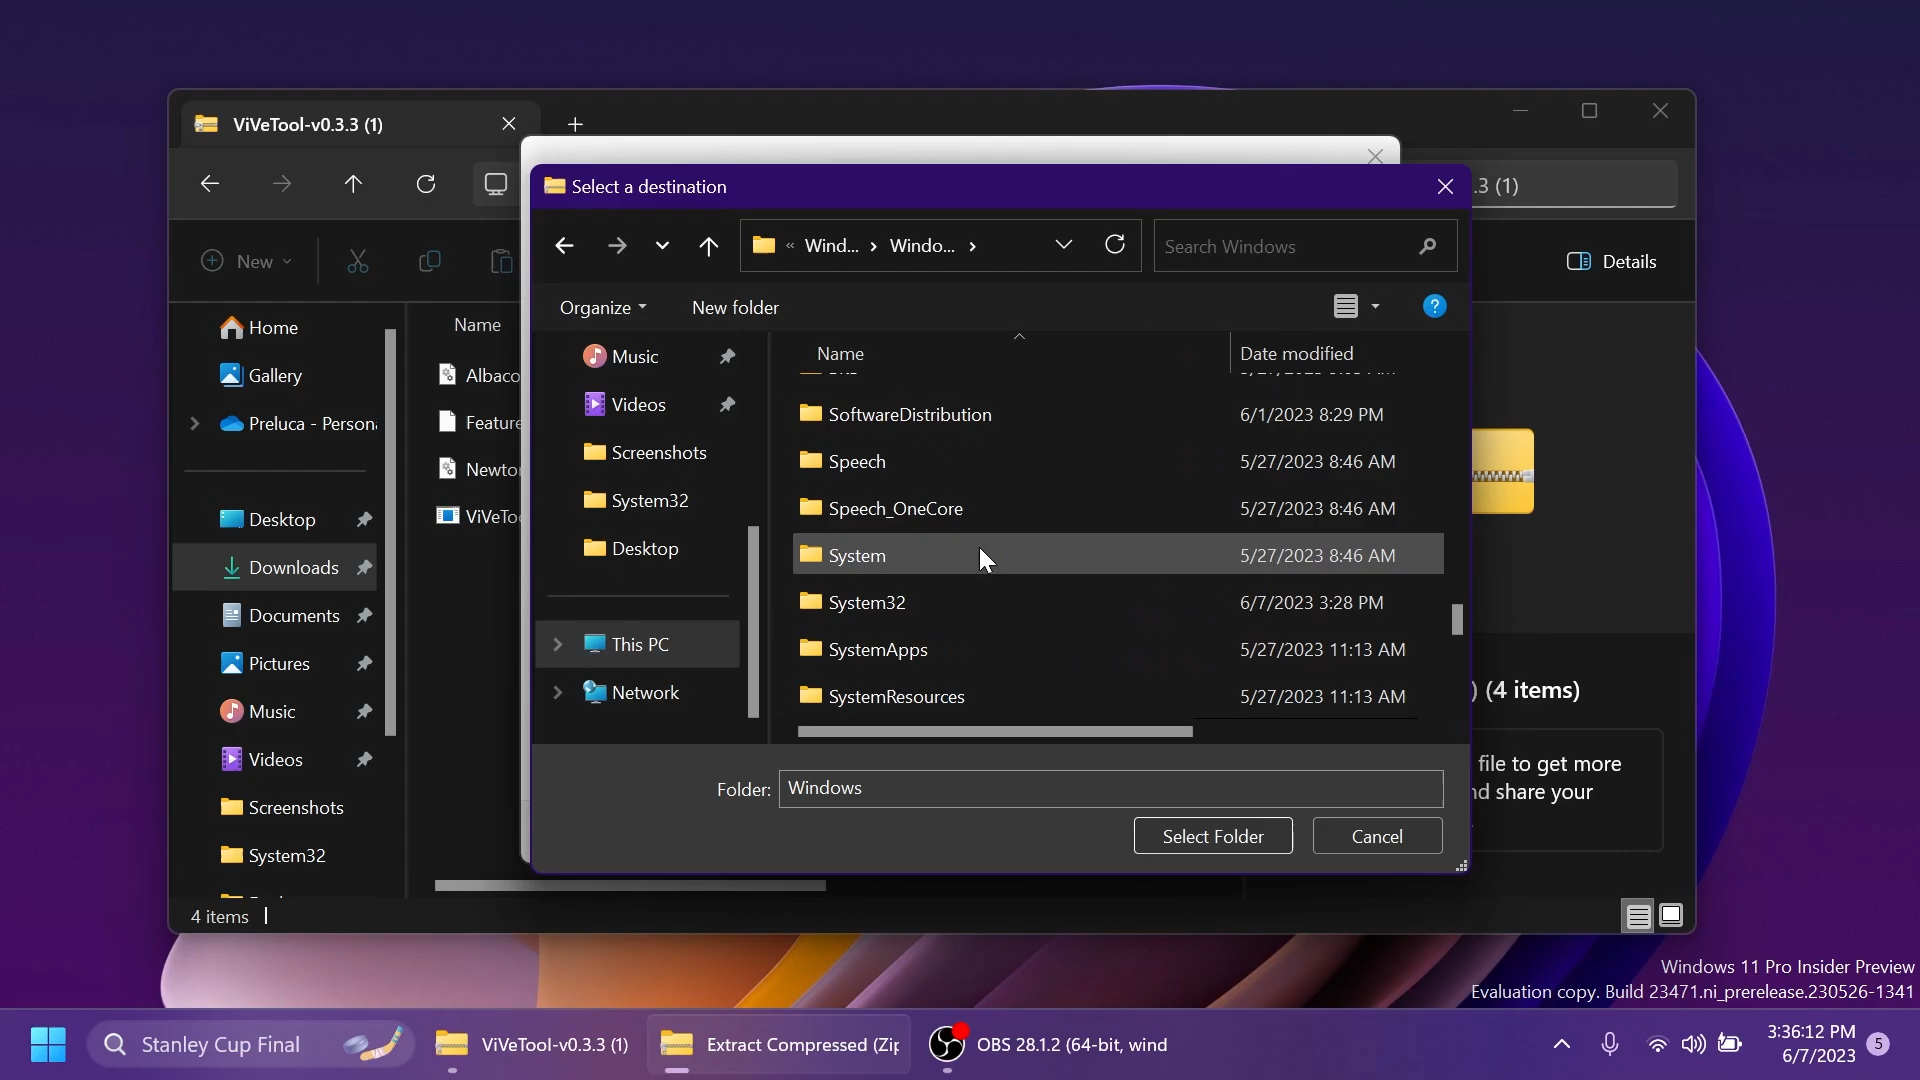 ViVeTool-v0.3.3 (1)
Select a destination
.3 (1)
« Wind... › Windo... ›
Search Windows
New
Details
Organize
New folder
Home
Gallery
Preluca - Person
Desktop
Downloads
Documents
Pictures
Music
Videos
Screenshots
System32
Name
Albaco
Feature
Newto
ViVeToo
Music
Videos
Screenshots
System32
Desktop
This PC
Network
Name
Date modified
SoftwareDistribution
6/1/2023 8:29 PM
Speech
5/27/2023 8:46 AM
Speech_OneCore
5/27/2023 8:46 AM
System
5/27/2023 8:46 AM
System32
6/7/2023 3:28 PM
SystemApps
5/27/2023 11:13 AM
SystemResources
5/27/2023 11:13 AM
Folder:
Windows
Select Folder
Cancel
) (4 items)
file to get more
nd share your
4 items
Windows 11 Pro Insider Preview
Evaluation copy. Build 23471.ni_prerelease.230526-1341
Stanley Cup Final
ViVeTool-v0.3.3 (1)
Extract Compressed (Zip
OBS 28.1.2 (64-bit, wind
3:36:12 PM
6/7/2023
5